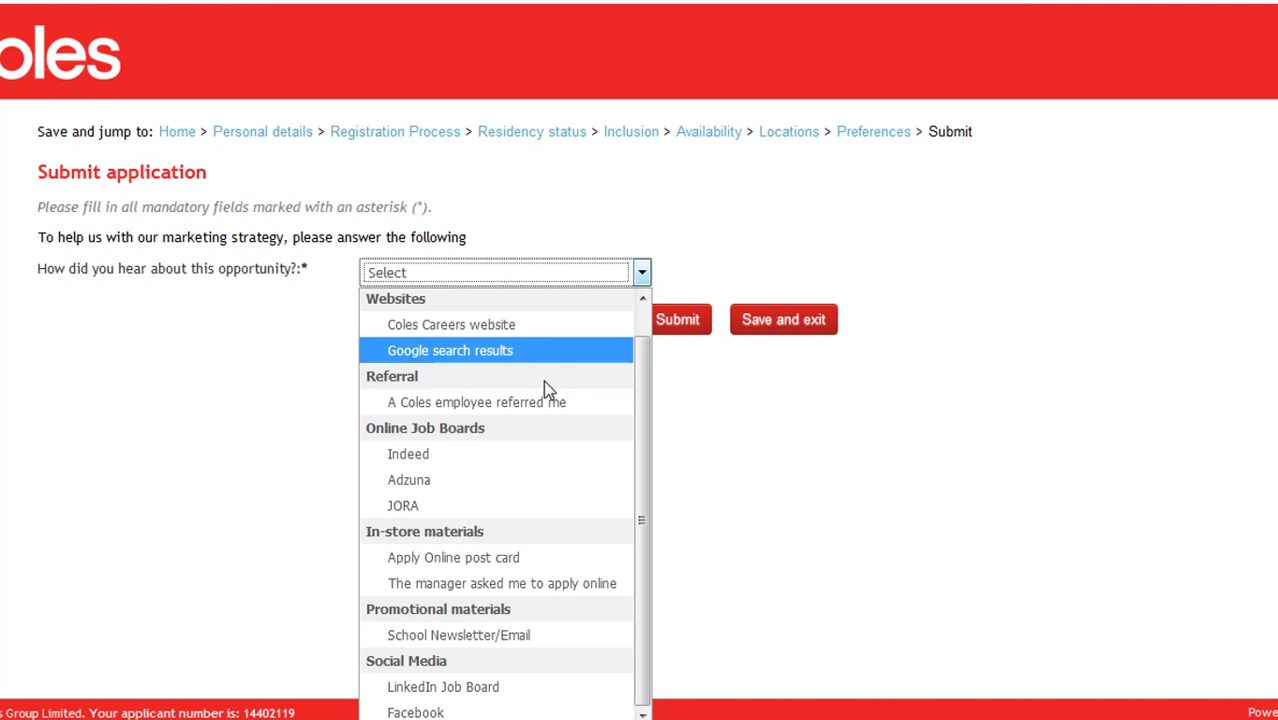 oles
Save and jump to: Home > Personal details > Registration Process > Residency status > Inclusion > Availability > Locations > Preferences > Submit
Submit application
Please fill in all mandatory fields marked with an asterisk (*).
To help us with our marketing strategy, please answer the following
How did you hear about this opportunity?:*
Select
Websites
Coles Careers website
Google search results
Referral
A Coles employee referred me
Online Job Boards
Indeed
Adzuna
JORA
In-store materials
Apply Online post card
The manager asked me to apply online
Promotional materials
School Newsletter/Email
Social Media
LinkedIn Job Board
Facebook
Submit
Save and exit
s Group Limited. Your applicant number is: 14402119
Powe